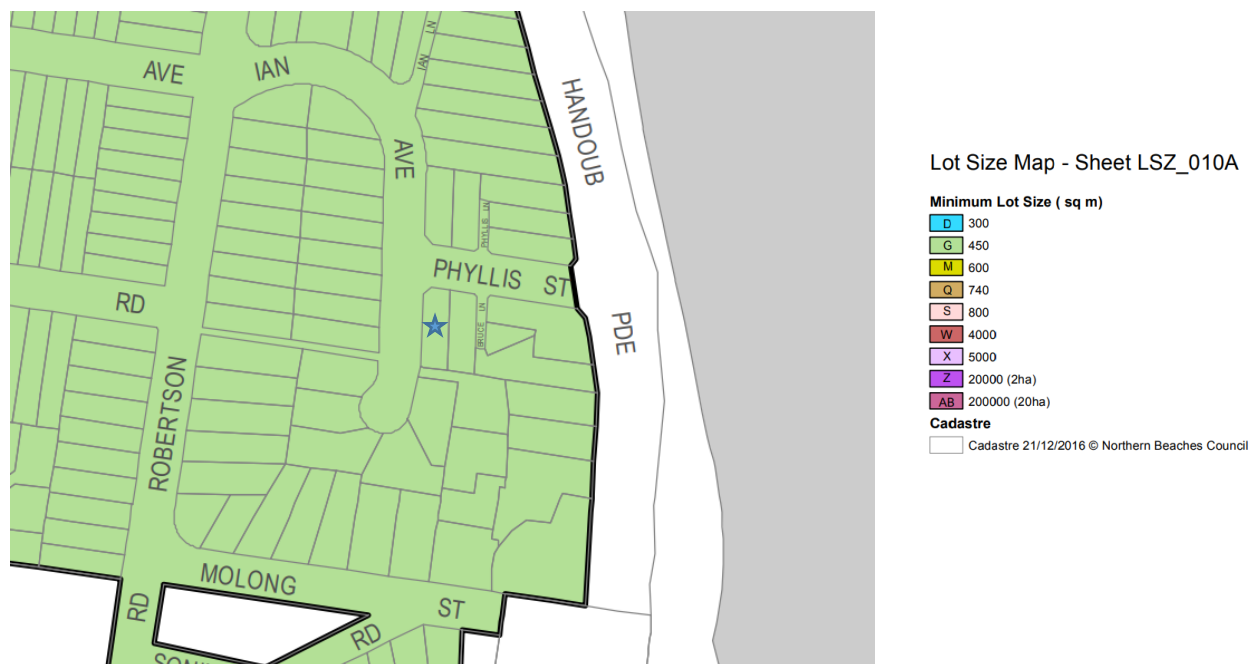 AVE
IAN
IAN
LN
HANDOUB
AVE
PHYLLIS LN
PHYLLIS ST
RD
BRUCE LN
PDE
ROBERTSON
MOLONG
ST
RD
RD
Lot Size Map - Sheet LSZ_010A
Minimum Lot Size ( sq m)
D 300
G 450
M 600
Q 740
S 800
W 4000
X 5000
Z 20000 (2ha)
AB 200000 (20ha)
Cadastre
Cadastre 21/12/2016 © Northern Beaches Council